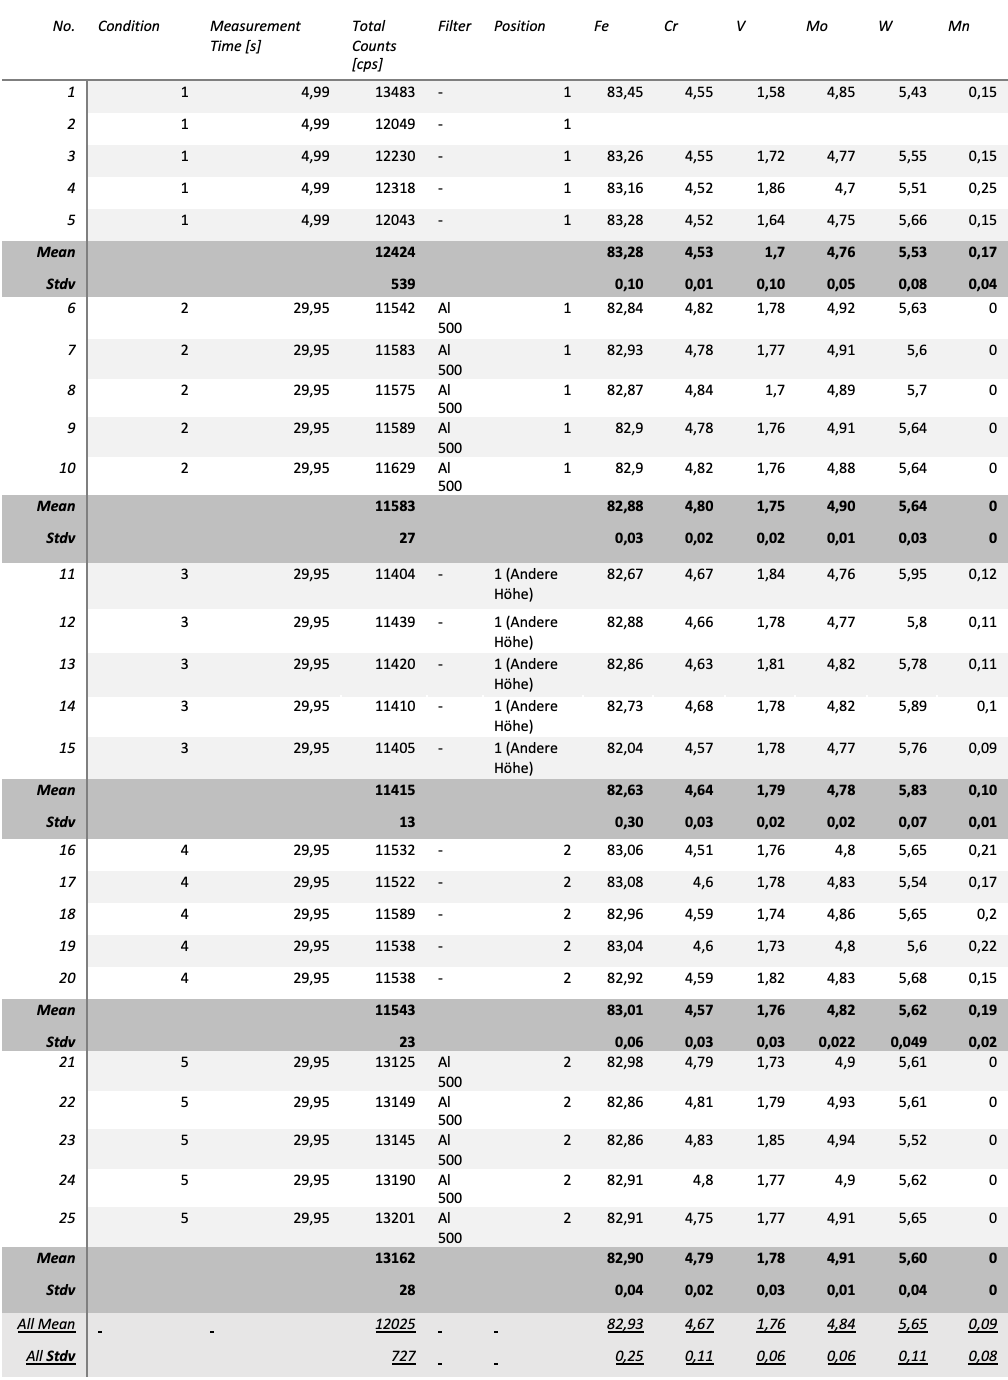 No. Condition Measurement Time [s] Total Counts [cps] Filter Position Fe Cr V Mo W Mn
1 1 4,99 13483 - 1 83,45 4,55 1,58 4,85 5,43 0,15
2 1 4,99 12049 - 1
3 1 4,99 12230 - 1 83,26 4,55 1,72 4,77 5,55 0,15
4 1 4,99 12318 - 1 83,16 4,52 1,86 4,7 5,51 0,25
5 1 4,99 12043 - 1 83,28 4,52 1,64 4,75 5,66 0,15
Mean 12424 83,28 4,53 1,7 4,76 5,53 0,17
Stdv 539 0,10 0,01 0,10 0,05 0,08 0,04
6 2 29,95 11542 Al 500 1 82,84 4,82 1,78 4,92 5,63 0
7 2 29,95 11583 Al 500 1 82,93 4,78 1,77 4,91 5,6 0
8 2 29,95 11575 Al 500 1 82,87 4,84 1,7 4,89 5,7 0
9 2 29,95 11589 Al 500 1 82,9 4,78 1,76 4,91 5,64 0
10 2 29,95 11629 Al 500 1 82,9 4,82 1,76 4,88 5,64 0
Mean 11583 82,88 4,80 1,75 4,90 5,64 0
Stdv 27 0,03 0,02 0,02 0,01 0,03 0
11 3 29,95 11404 - 1 (Andere Höhe) 82,67 4,67 1,84 4,76 5,95 0,12
12 3 29,95 11439 - 1 (Andere Höhe) 82,88 4,66 1,78 4,77 5,8 0,11
13 3 29,95 11420 - 1 (Andere Höhe) 82,86 4,63 1,81 4,82 5,78 0,11
14 3 29,95 11410 - 1 (Andere Höhe) 82,73 4,68 1,78 4,82 5,89 0,1
15 3 29,95 11405 - 1 (Andere Höhe) 82,04 4,57 1,78 4,77 5,76 0,09
Mean 11415 82,63 4,64 1,79 4,78 5,83 0,10
Stdv 13 0,30 0,03 0,02 0,02 0,07 0,01
16 4 29,95 11532 - 2 83,06 4,51 1,76 4,8 5,65 0,21
17 4 29,95 11522 - 2 83,08 4,6 1,78 4,83 5,54 0,17
18 4 29,95 11589 - 2 82,96 4,59 1,74 4,86 5,65 0,2
19 4 29,95 11538 - 2 83,04 4,6 1,73 4,8 5,6 0,22
20 4 29,95 11538 - 2 82,92 4,59 1,82 4,83 5,68 0,15
Mean 11543 83,01 4,57 1,76 4,82 5,62 0,19
Stdv 23 0,06 0,03 0,03 0,022 0,049 0,02
21 5 29,95 13125 Al 500 2 82,98 4,79 1,73 4,9 5,61 0
22 5 29,95 13149 Al 500 2 82,86 4,81 1,79 4,93 5,61 0
23 5 29,95 13145 Al 500 2 82,86 4,83 1,85 4,94 5,52 0
24 5 29,95 13190 Al 500 2 82,91 4,8 1,77 4,9 5,62 0
25 5 29,95 13201 Al 500 2 82,91 4,75 1,77 4,91 5,65 0
Mean 13162 82,90 4,79 1,78 4,91 5,60 0
Stdv 28 0,04 0,02 0,03 0,01 0,04 0
All Mean - - 12025 - - 82,93 4,67 1,76 4,84 5,65 0,09
All Stdv 727 - - 0,25 0,11 0,06 0,06 0,11 0,08